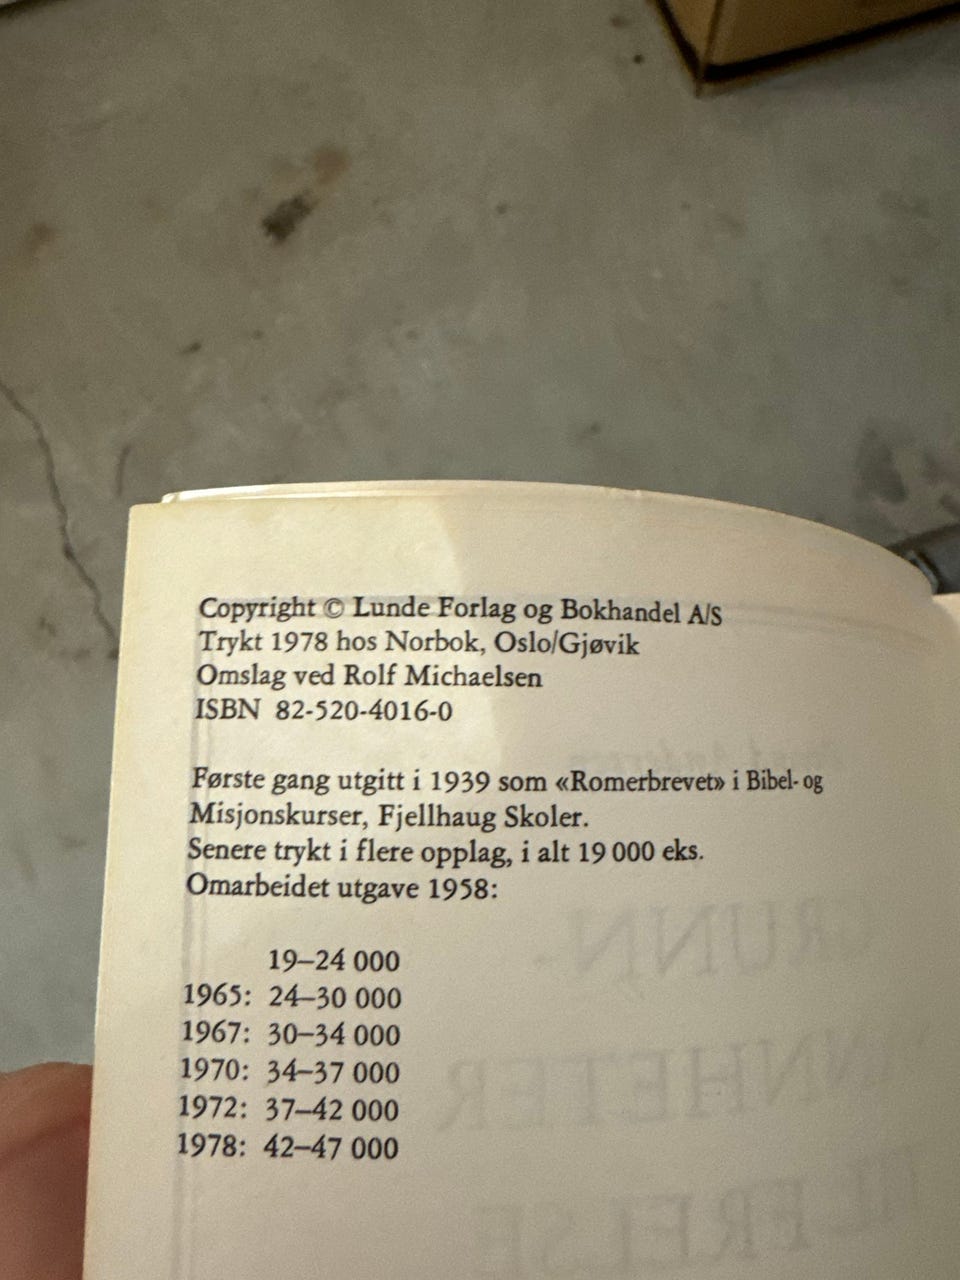 Copyright © Lunde Forlag og Bokhandel A/S
Trykt 1978 hos Norbok, Oslo/Gjøvik
Omslag ved Rolf Michaelsen
ISBN 82-520-4016-0
Første gang utgitt i 1939 som «Romerbrevet» i Bibel- og
Misjonskurser, Fjellhaug Skoler.
Senere trykt i flere opplag, i alt 19 000 eks.
Omarbeidet utgave 1958:
19–24 000
1965: 24–30 000
1967: 30–34 000
1970: 34–37 000
1972: 37–42 000
1978: 42–47 000